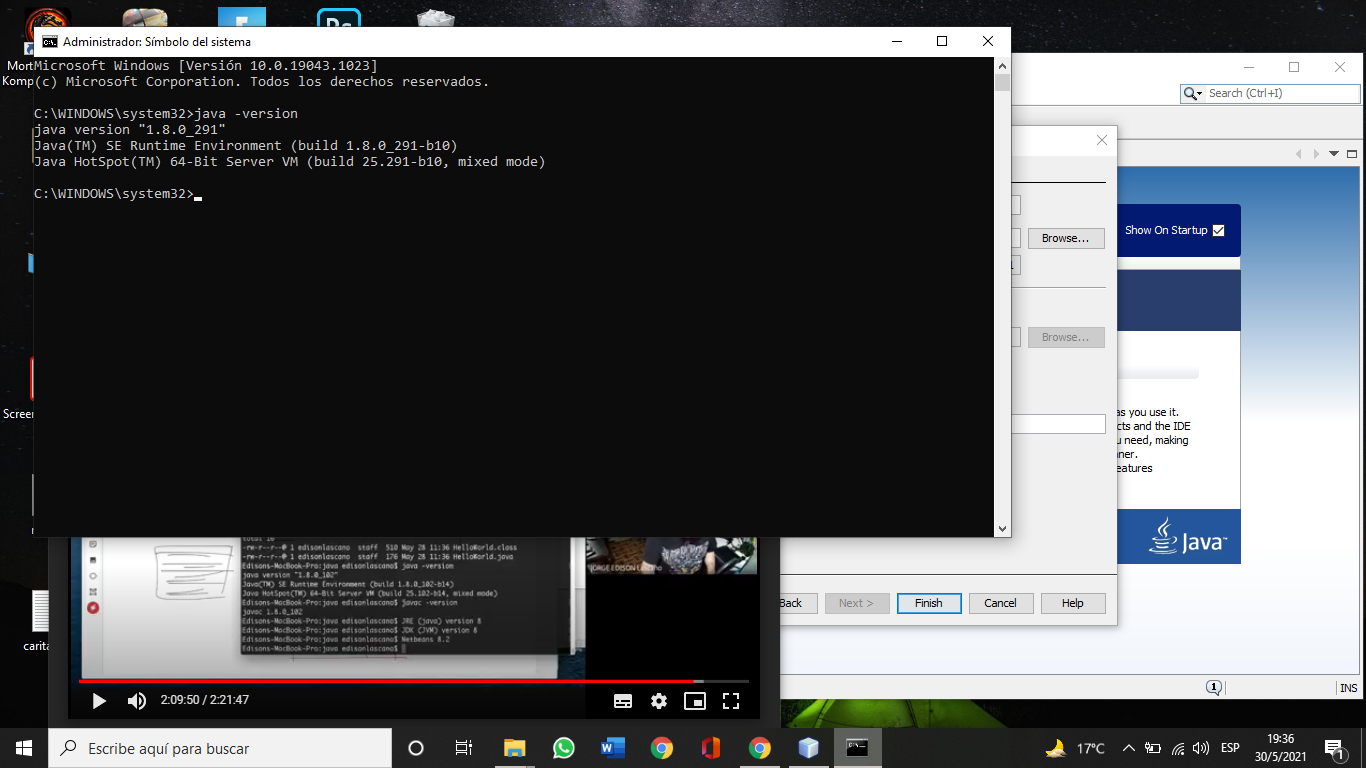 Administrador: Símbolo del sistema
Microsoft Windows [Versión 10.0.19043.1023]
(c) Microsoft Corporation. Todos los derechos reservados.
C:\WINDOWS\system32>java -version
java version "1.8.0_291"
Java(TM) SE Runtime Environment (build 1.8.0_291-b10)
Java HotSpot(TM) 64-Bit Server VM (build 25.291-b10, mixed mode)
C:\WINDOWS\system32>
Mort
Komp
Screen
carita
Search (Ctrl+I)
Browse...
Show On Startup
Browse...
as you use it.
cts and the IDE
u need, making
nner.
eatures
Java
-rw-r--r--@ 1 edisonlascano staff 510 May 28 11:36 HelloWorld.class
-rw-r--r--@ 1 edisonlascano staff 176 May 28 11:36 HelloWorld.java
Edisons-MacBook-Pro:java edisonlascano$ java -version
java version "1.8.0_102"
Java(TM) SE Runtime Environment (build 1.8.0_102-b14)
Java HotSpot(TM) 64-Bit Server VM (build 25.102-b14, mixed mode)
Edisons-MacBook-Pro:java edisonlascano$ javac -version
javac 1.8.0_102
Edisons-MacBook-Pro:java edisonlascano$ JRE (java) version 8
Edisons-MacBook-Pro:java edisonlascano$ JDK (JVM) version 8
Edisons-MacBook-Pro:java edisonlascano$ Netbeans 8.2
Edisons-MacBook-Pro:java edisonlascano$
JORGE EDISON LASCANO
2:09:50 / 2:21:47
Back
Next >
Finish
Cancel
Help
1
INS
Escribe aquí para buscar
17°C
ESP
19:36
30/5/2021
1